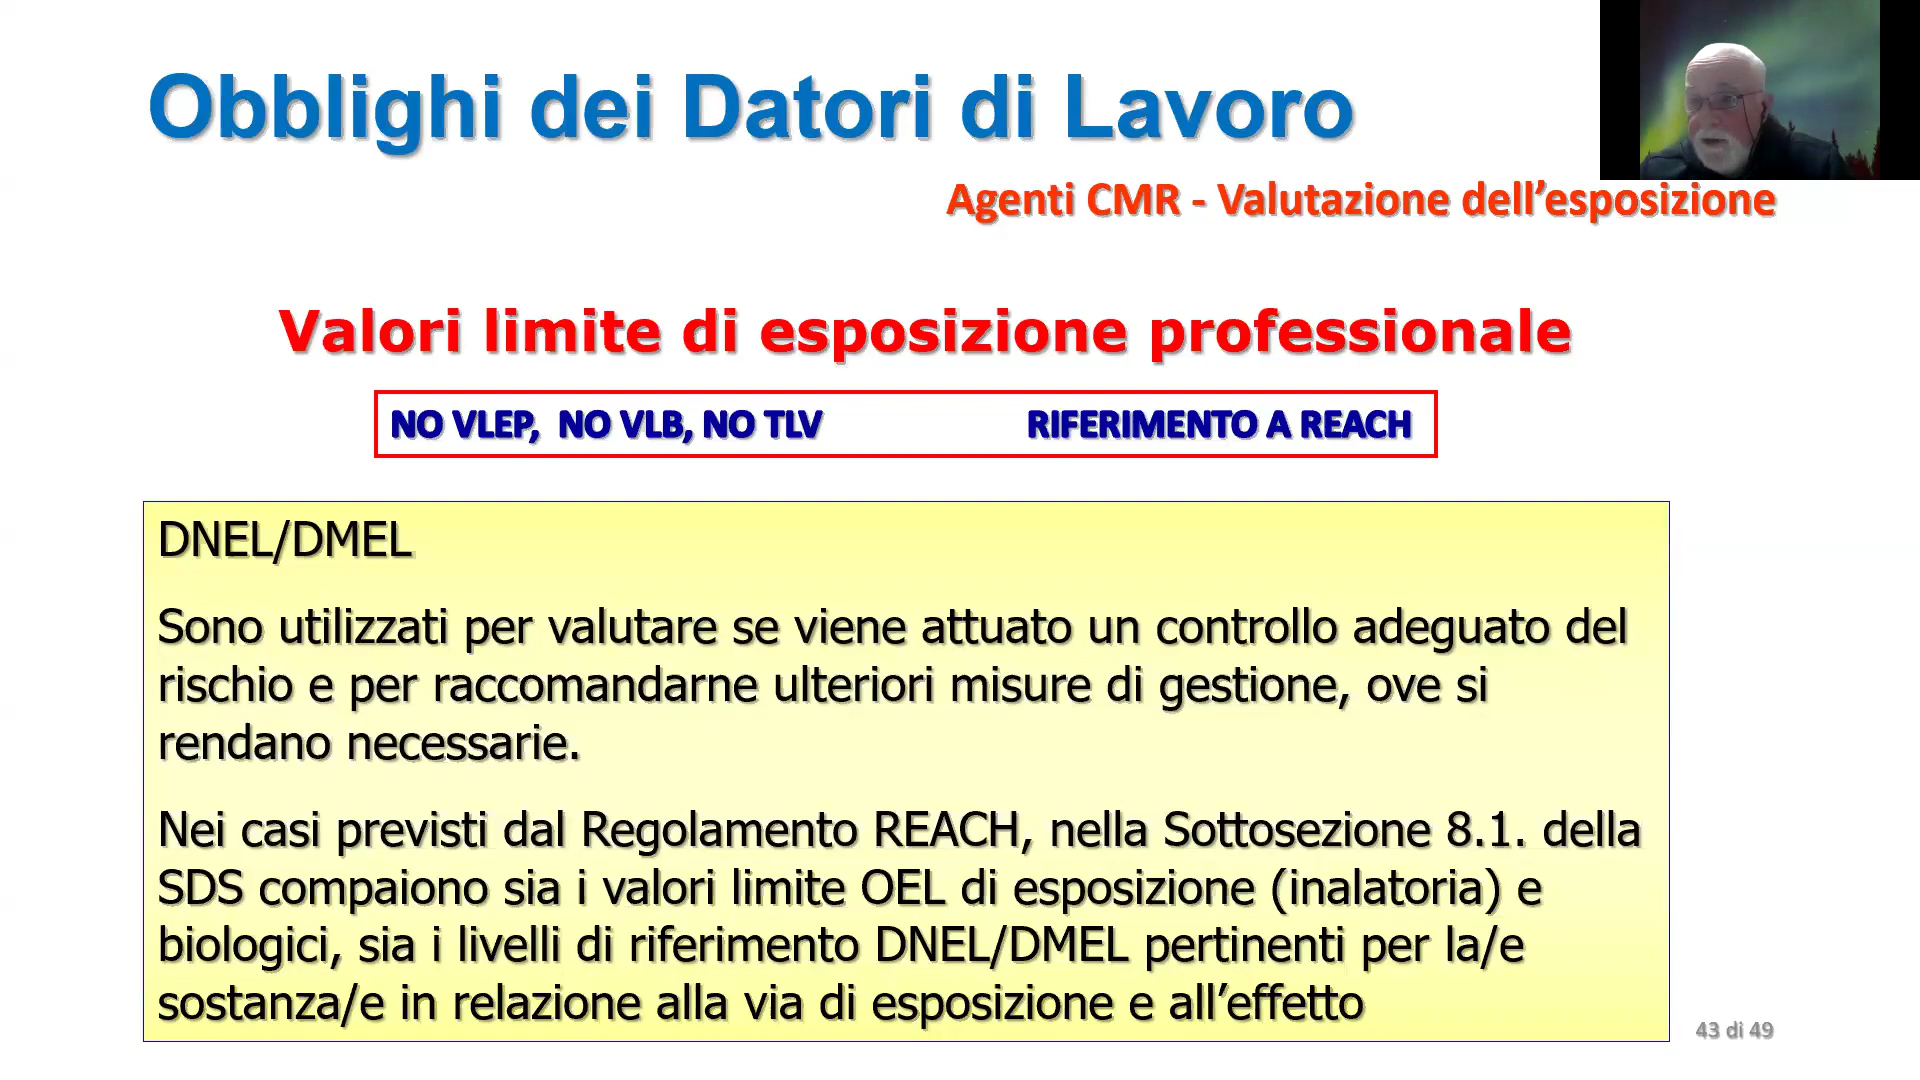 Obblighi dei Datori di Lavoro
Agenti CMR - Valutazione dell’esposizione
Valori limite di esposizione professionale
NO VLEP, NO VLB, NO TLV RIFERIMENTO A REACH
DNEL/DMEL
Sono utilizzati per valutare se viene attuato un controllo adeguato del
rischio e per raccomandarne ulteriori misure di gestione, ove si
rendano necessarie.
Nei casi previsti dal Regolamento REACH, nella Sottosezione 8.1. della
SDS compaiono sia i valori limite OEL di esposizione (inalatoria) e
biologici, sia i livelli di riferimento DNEL/DMEL pertinenti per la/e
sostanza/e in relazione alla via di esposizione e all’effetto
43 di 49